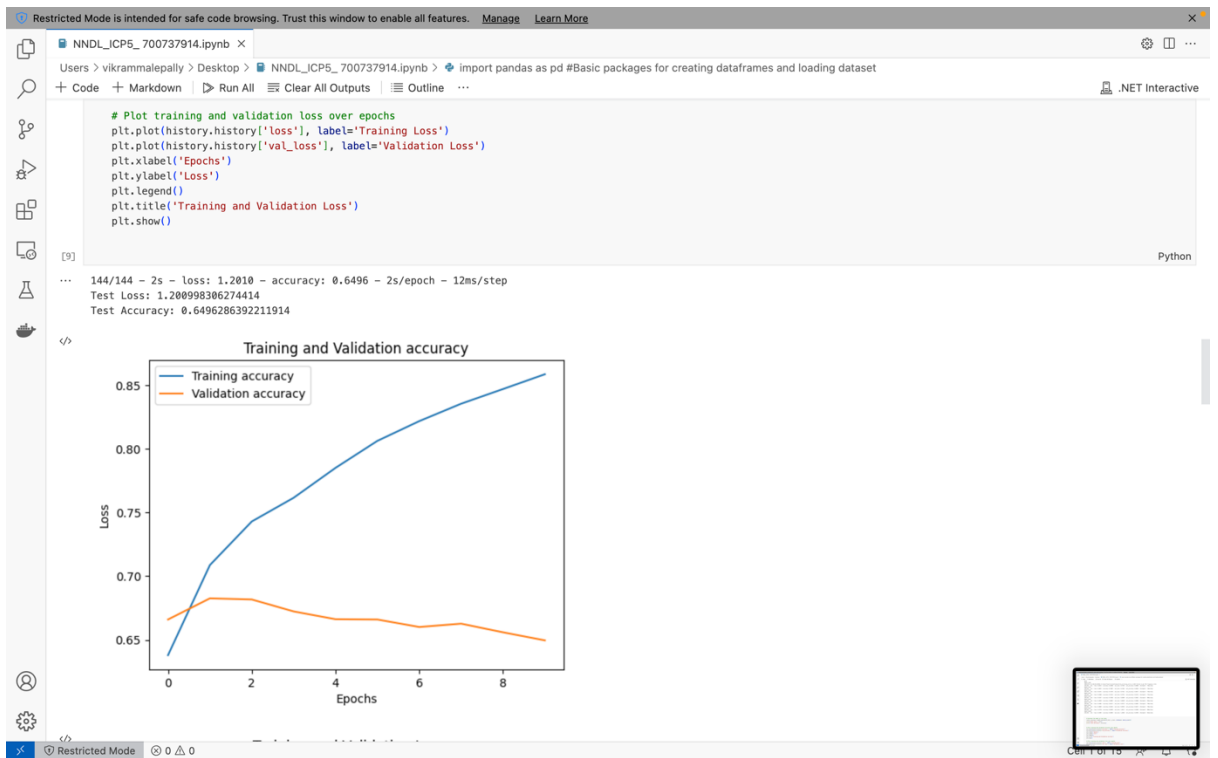 Restricted Mode is intended for safe code browsing. Trust this window to enable all features. Manage Learn More
NNDL_ICP5_ 700737914.ipynb
Users > vikrammalepally > Desktop > NNDL_ICP5_ 700737914.ipynb > import pandas as pd #Basic packages for creating dataframes and loading dataset
+ Code + Markdown Run All Clear All Outputs Outline ... .NET Interactive
# Plot training and validation loss over epochs
plt.plot(history.history['loss'], label='Training Loss')
plt.plot(history.history['val_loss'], label='Validation Loss')
plt.xlabel('Epochs')
plt.ylabel('Loss')
plt.legend()
plt.title('Training and Validation Loss')
plt.show()
[9] Python
... 144/144 - 2s - loss: 1.2010 - accuracy: 0.6496 - 2s/epoch - 12ms/step
Test Loss: 1.200998306274414
Test Accuracy: 0.6496286392211914
Training and Validation accuracy
Training accuracy
Validation accuracy
0.85
0.80
0.75
0.70
0.65
Loss
0 2 4 6 8
Epochs
Restricted Mode 0 0 Cell 1 of 15